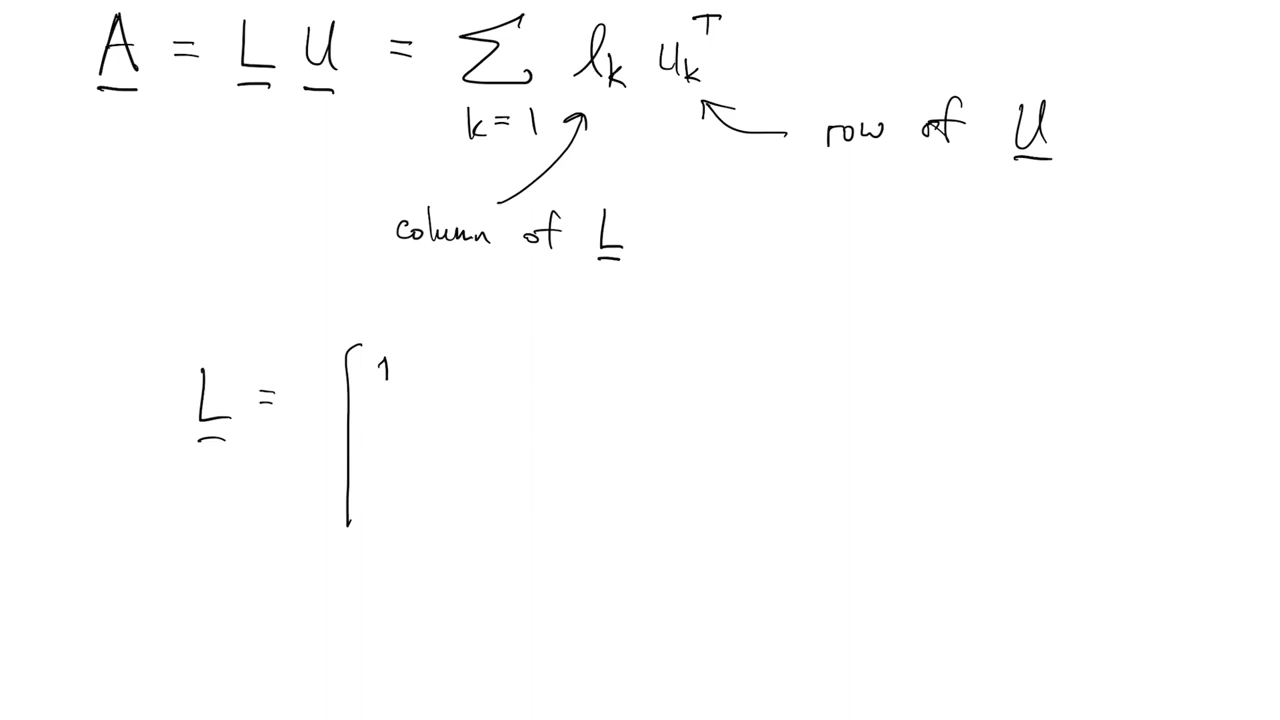 A = L U = ∑ l_k u_k^T
k = 1
row of U
column of L
L = [ 1